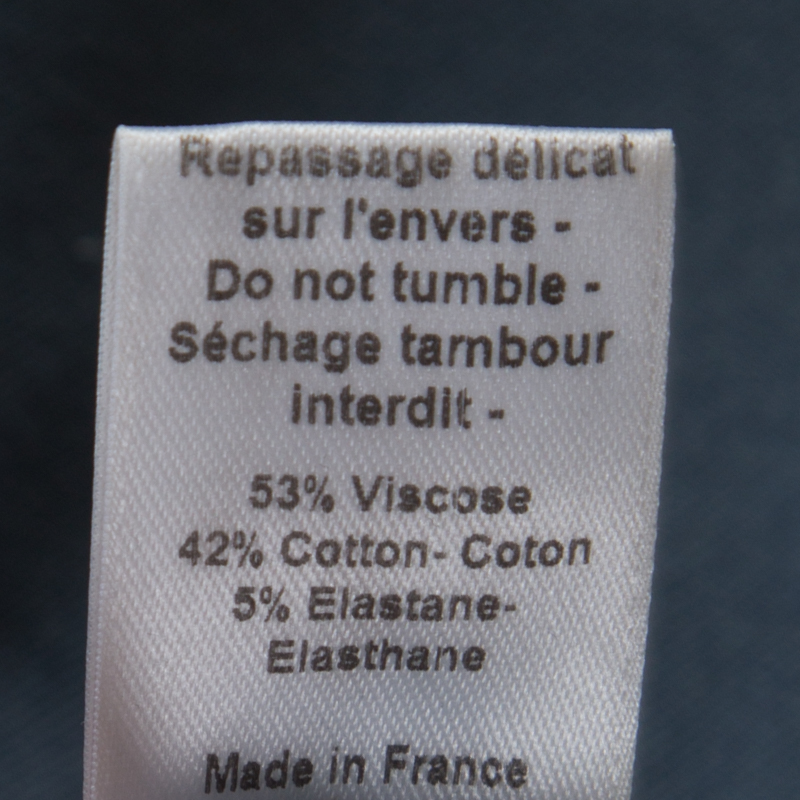 Repassage délicat
sur l'envers -
Do not tumble -
Séchage tambour
interdit -
53% Viscose
42% Cotton- Coton
5% Elastane-
Elasthane
Made in France